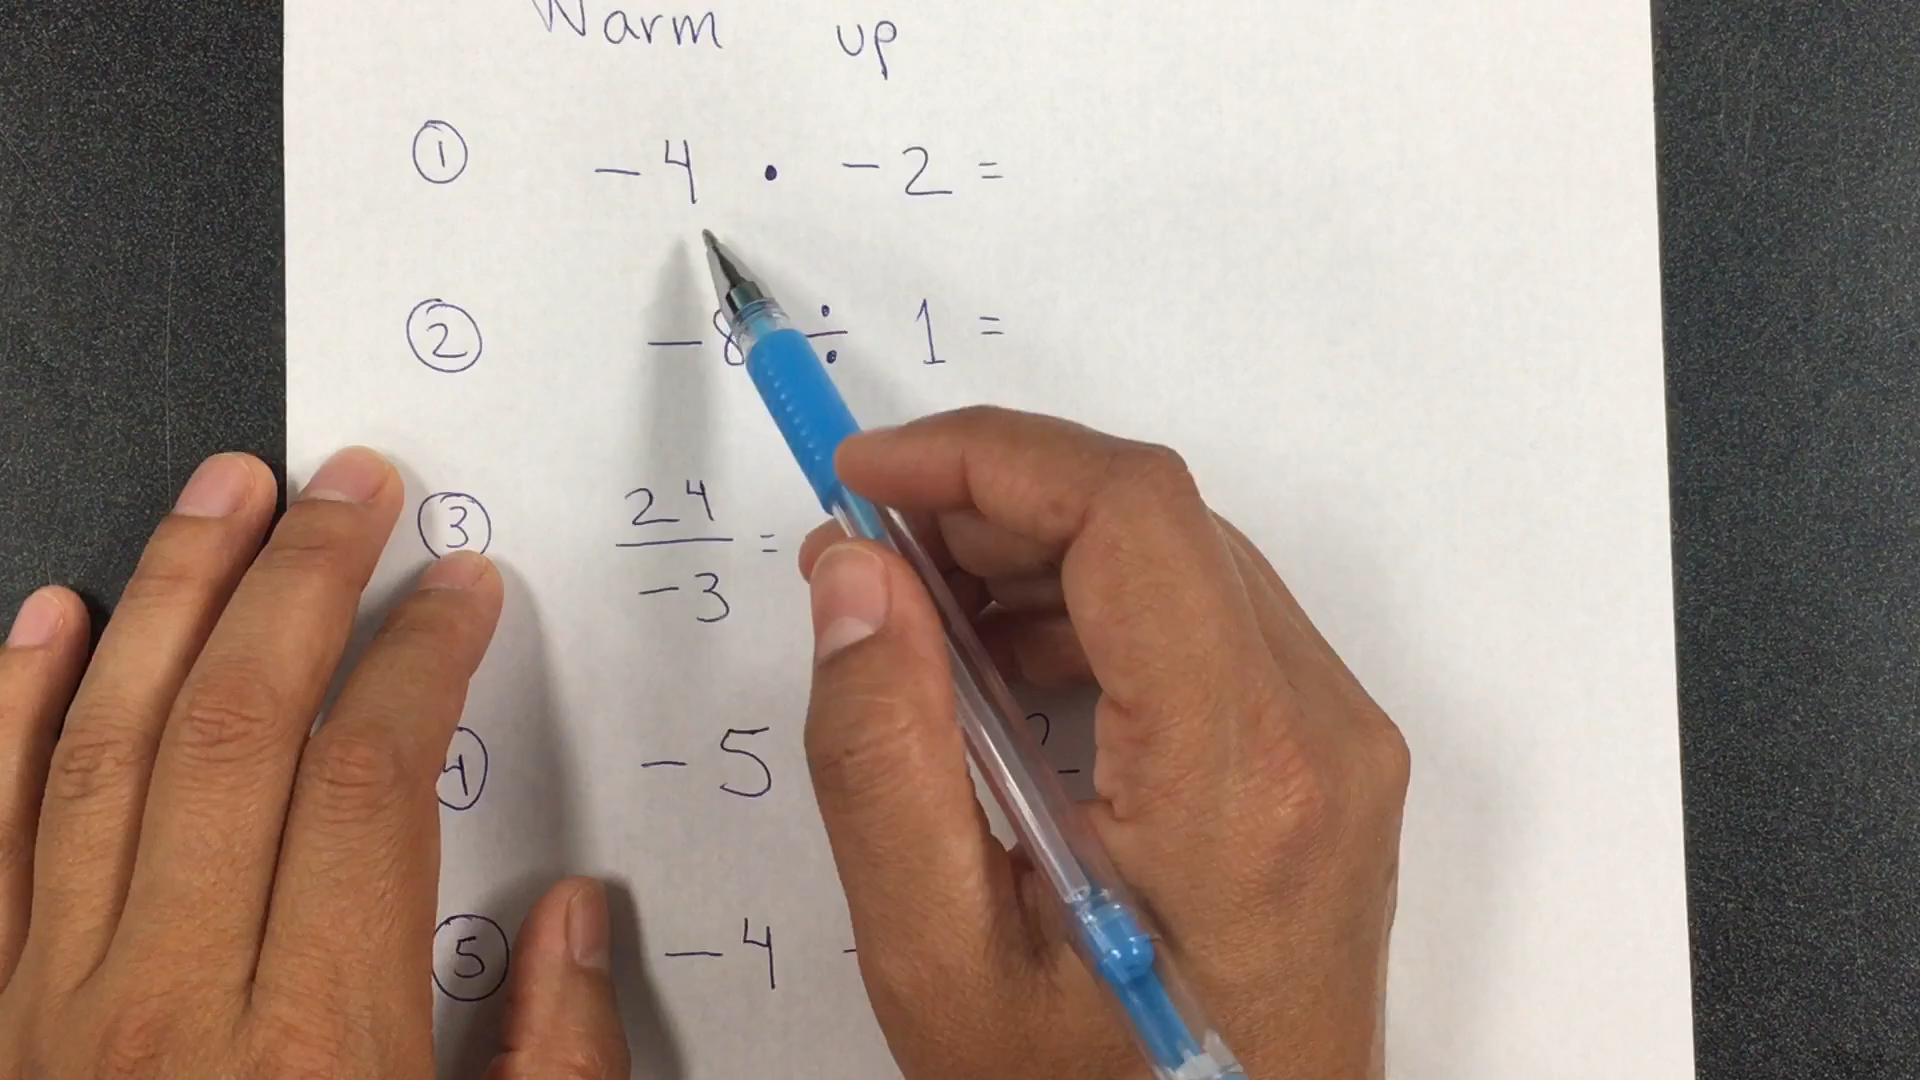 Warm up
① -4 · -2 =
② -8 ÷ 1 =
③ 24/-3 =
④ -5
⑤ -4